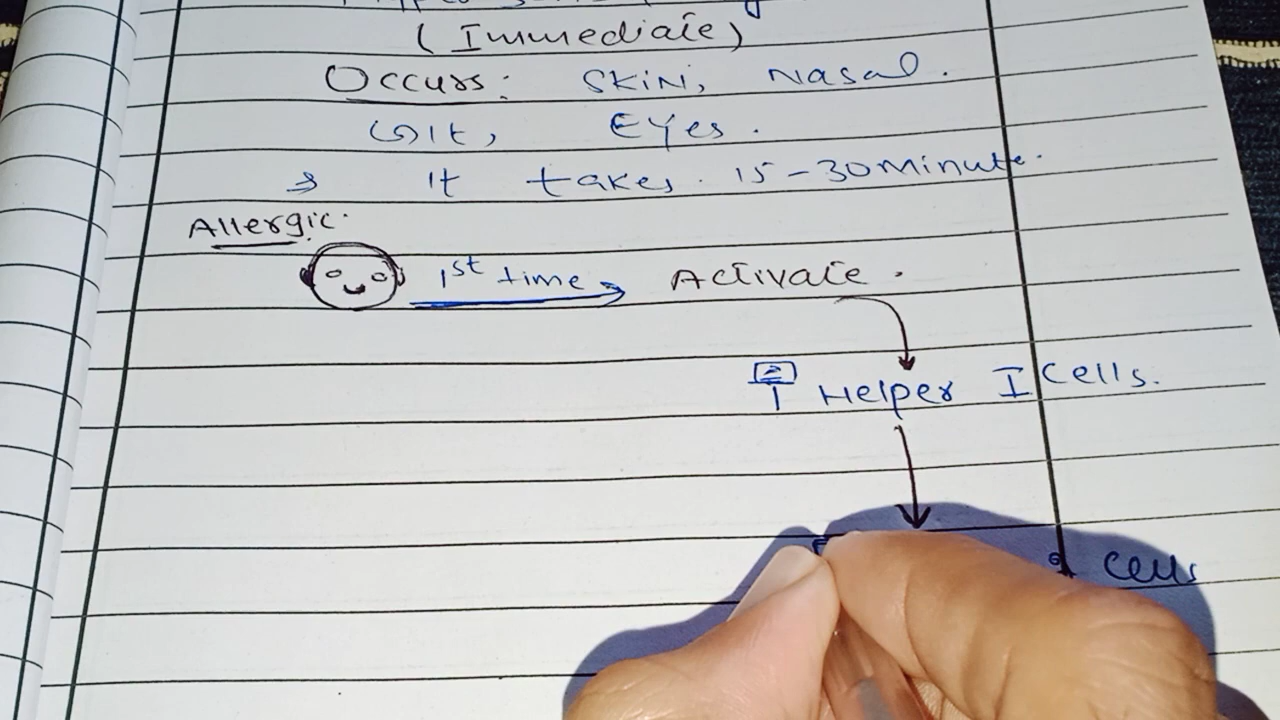 (Immediate)
Occurs: Skin, Nasal.
GIt, Eyes.
It takes. 15-30 Minute.
Allergic.
1st time → Activate.
T Helper I Cells.
Cells